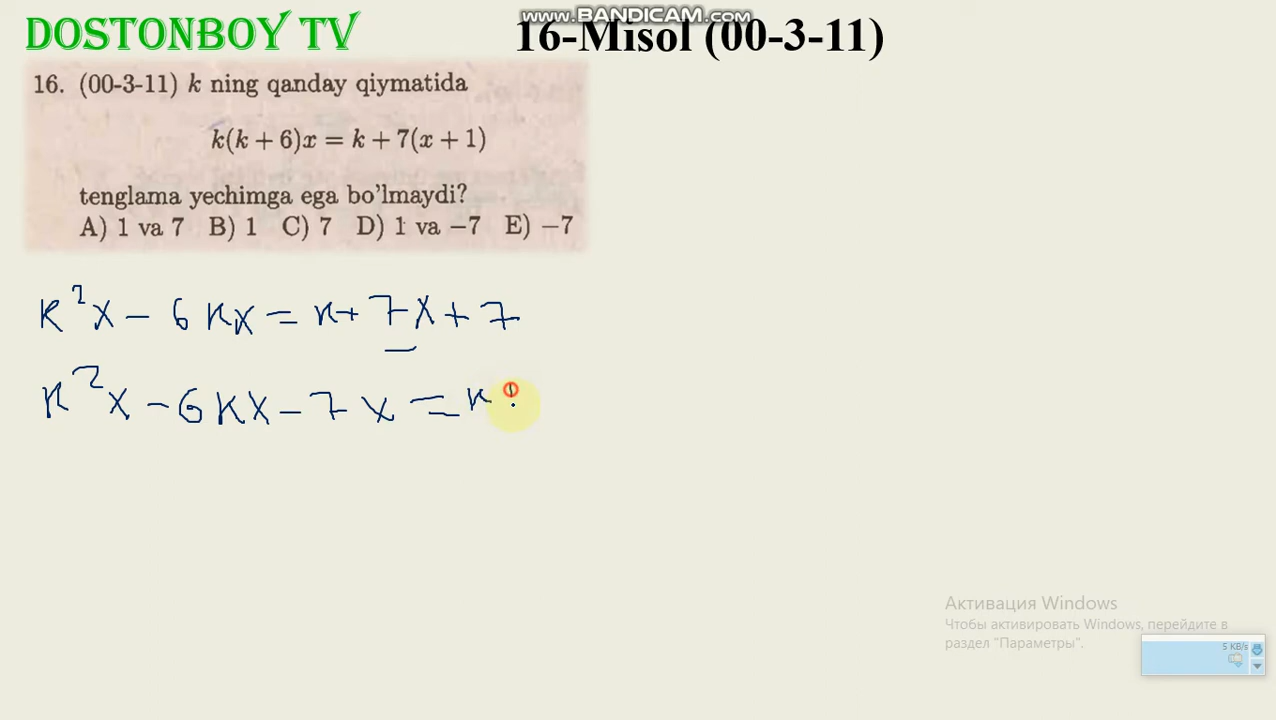 www.BANDICAM.com
DOSTONBOY TV
16-Misol (00-3-11)
16. (00-3-11) k ning qanday qiymatida
k(k + 6)x = k + 7(x + 1)
tenglama yechimga ega bo'lmaydi?
A) 1 va 7 B) 1 C) 7 D) 1 va −7 E) −7
k²x − 6kx = k + 7x + 7
k²x − 6kx − 7x = k
Активация Windows
Чтобы активировать Windows, перейдите в
раздел "Параметры".
5 KB/s